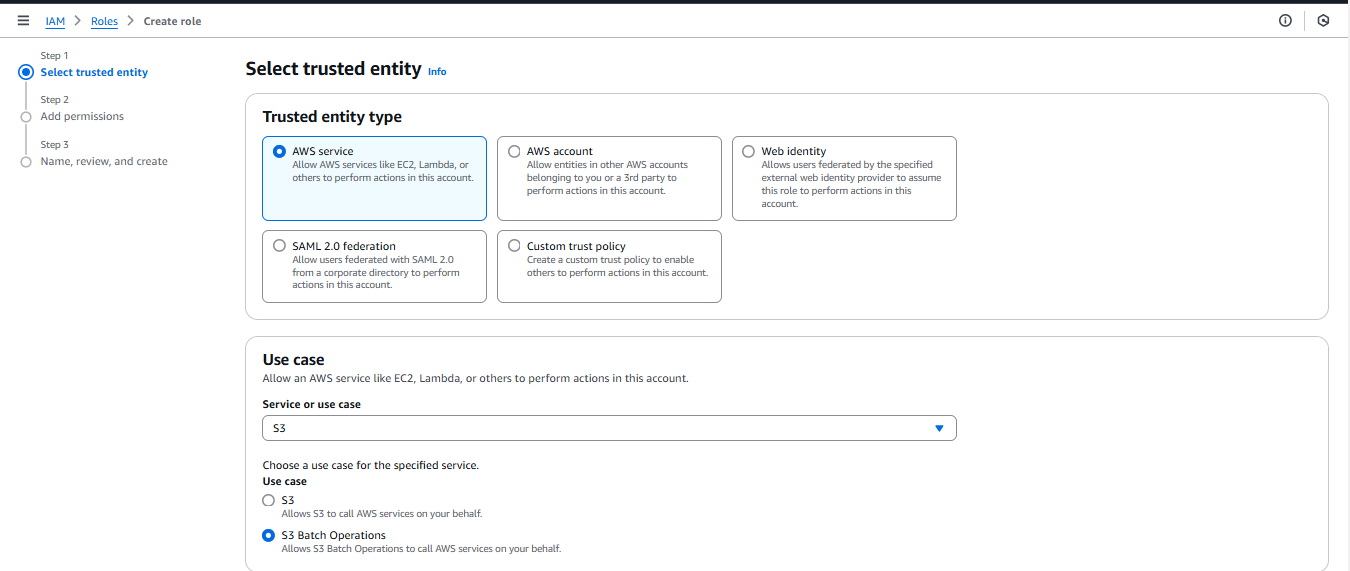 IAM > Roles > Create role
Step 1
Select trusted entity
Step 2
Add permissions
Step 3
Name, review, and create
Select trusted entity Info
Trusted entity type
AWS service
Allow AWS services like EC2, Lambda, or
others to perform actions in this account.
AWS account
Allow entities in other AWS accounts
belonging to you or a 3rd party to
perform actions in this account.
Web identity
Allows users federated by the specified
external web identity provider to assume
this role to perform actions in this
account.
SAML 2.0 federation
Allow users federated with SAML 2.0
from a corporate directory to perform
actions in this account.
Custom trust policy
Create a custom trust policy to enable
others to perform actions in this account.
Use case
Allow an AWS service like EC2, Lambda, or others to perform actions in this account.
Service or use case
S3
Choose a use case for the specified service.
Use case
S3
Allows S3 to call AWS services on your behalf.
S3 Batch Operations
Allows S3 Batch Operations to call AWS services on your behalf.